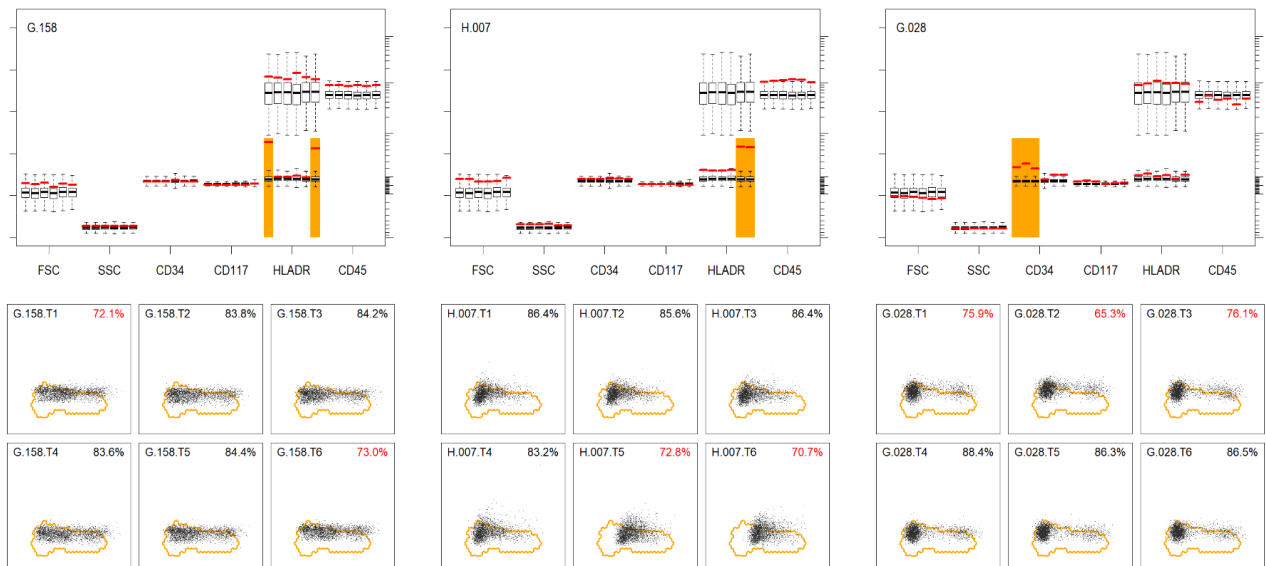 G.158
H.007
G.028
FSC SSC CD34 CD117 HLADR CD45
FSC SSC CD34 CD117 HLADR CD45
FSC SSC CD34 CD117 HLADR CD45
G.158.T1 72.1%
G.158.T2 83.8%
G.158.T3 84.2%
H.007.T1 86.4%
H.007.T2 85.6%
H.007.T3 86.4%
G.028.T1 75.9%
G.028.T2 65.3%
G.028.T3 76.1%
G.158.T4 83.6%
G.158.T5 84.4%
G.158.T6 73.0%
H.007.T4 83.2%
H.007.T5 72.8%
H.007.T6 70.7%
G.028.T4 88.4%
G.028.T5 86.3%
G.028.T6 86.5%